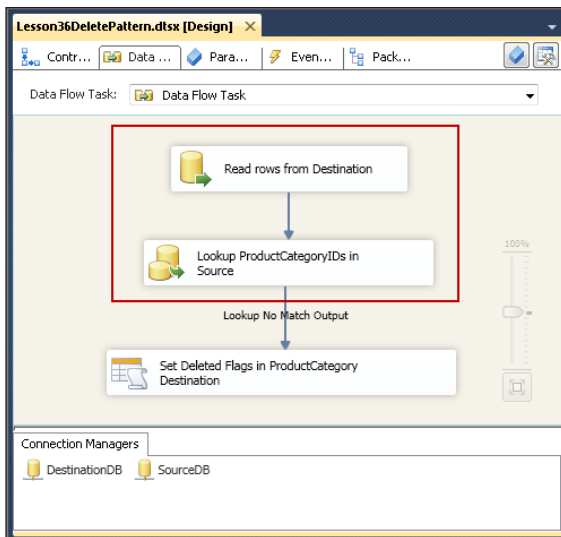 Lesson36DeletePattern.dtsx [Design] ×
Contr... Data ... Para... Even... Pack...
Data Flow Task: Data Flow Task
Read rows from Destination
Lookup ProductCategoryIDs in
Source
100%
Lookup No Match Output
Set Deleted Flags in ProductCategory
Destination
Connection Managers
DestinationDB SourceDB